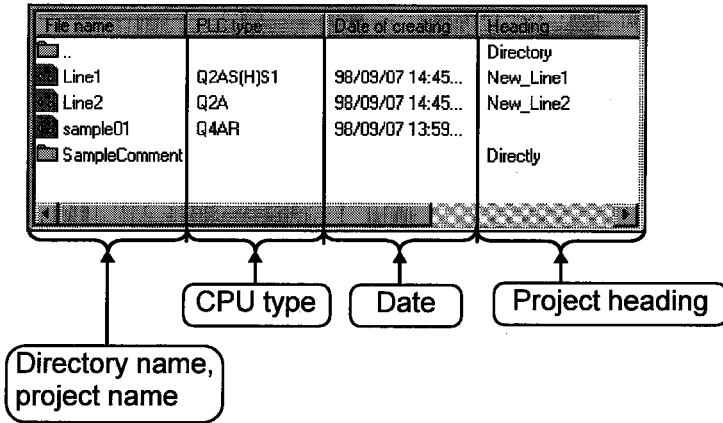 File name PLC type Date of creating Heading
.. Directory
Line1 Q2AS(H)S1 98/09/07 14:45... New_Line1
Line2 Q2A 98/09/07 14:45... New_Line2
sample01 Q4AR 98/09/07 13:59...
SampleComment Directly
CPU type Date Project heading
Directory name,
project name